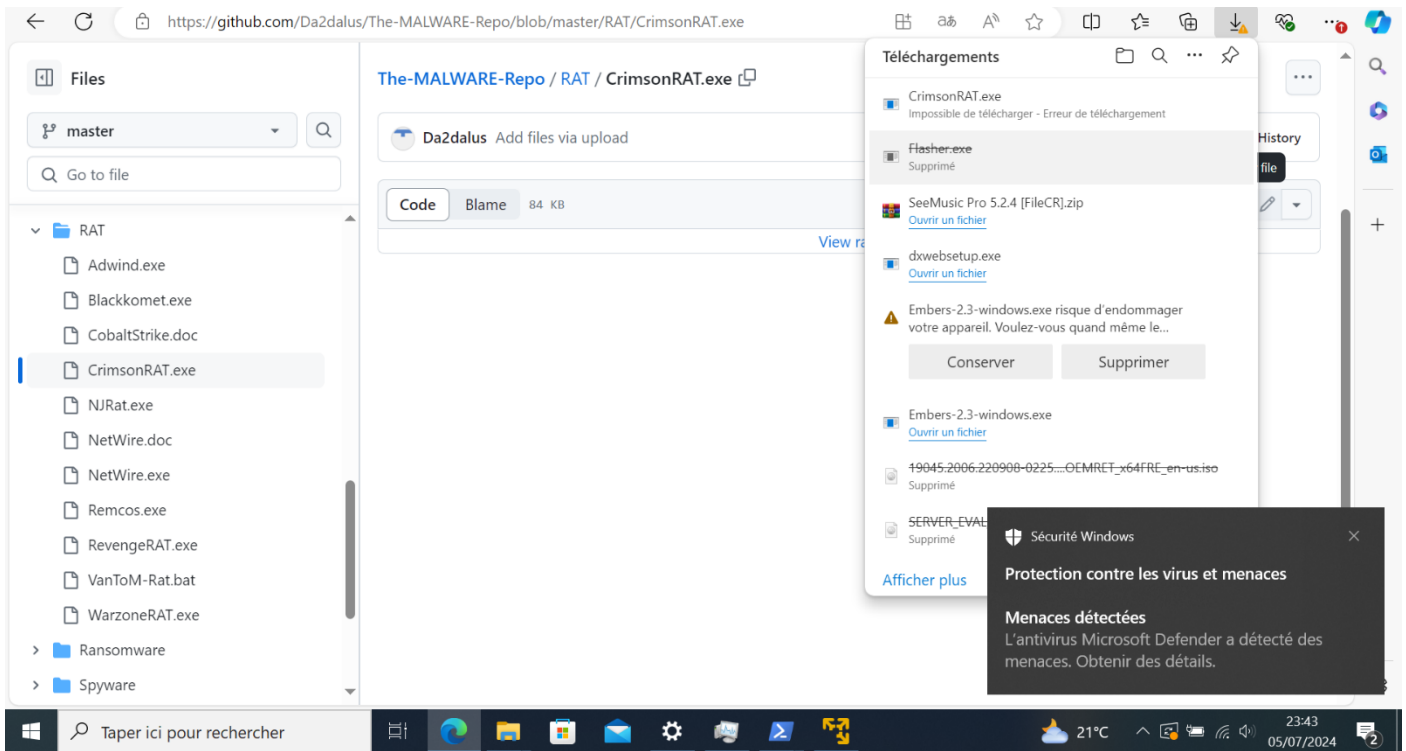 https://github.com/Da2dalus/The-MALWARE-Repo/blob/master/RAT/CrimsonRAT.exe
aあ
Files
master
Go to file
RAT
Adwind.exe
Blackkomet.exe
CobaltStrike.doc
CrimsonRAT.exe
NJRat.exe
NetWire.doc
NetWire.exe
Remcos.exe
RevengeRAT.exe
VanToM-Rat.bat
WarzoneRAT.exe
Ransomware
Spyware
The-MALWARE-Repo / RAT / CrimsonRAT.exe
Da2dalus Add files via upload
History
file
Code Blame 84 KB
View ra
Téléchargements
CrimsonRAT.exe
Impossible de télécharger - Erreur de téléchargement
Flasher.exe
Supprimé
SeeMusic Pro 5.2.4 [FileCR].zip
Ouvrir un fichier
dxwebsetup.exe
Ouvrir un fichier
Embers-2.3-windows.exe risque d'endommager
votre appareil. Voulez-vous quand même le...
Conserver Supprimer
Embers-2.3-windows.exe
Ouvrir un fichier
19045.2006.220908-0225....OEMRET_x64FRE_en-us.iso
Supprimé
SERVER_EVAL
Supprimé
Afficher plus
Sécurité Windows
Protection contre les virus et menaces
Menaces détectées
L'antivirus Microsoft Defender a détecté des
menaces. Obtenir des détails.
Taper ici pour rechercher
21°C
23:43
05/07/2024
2